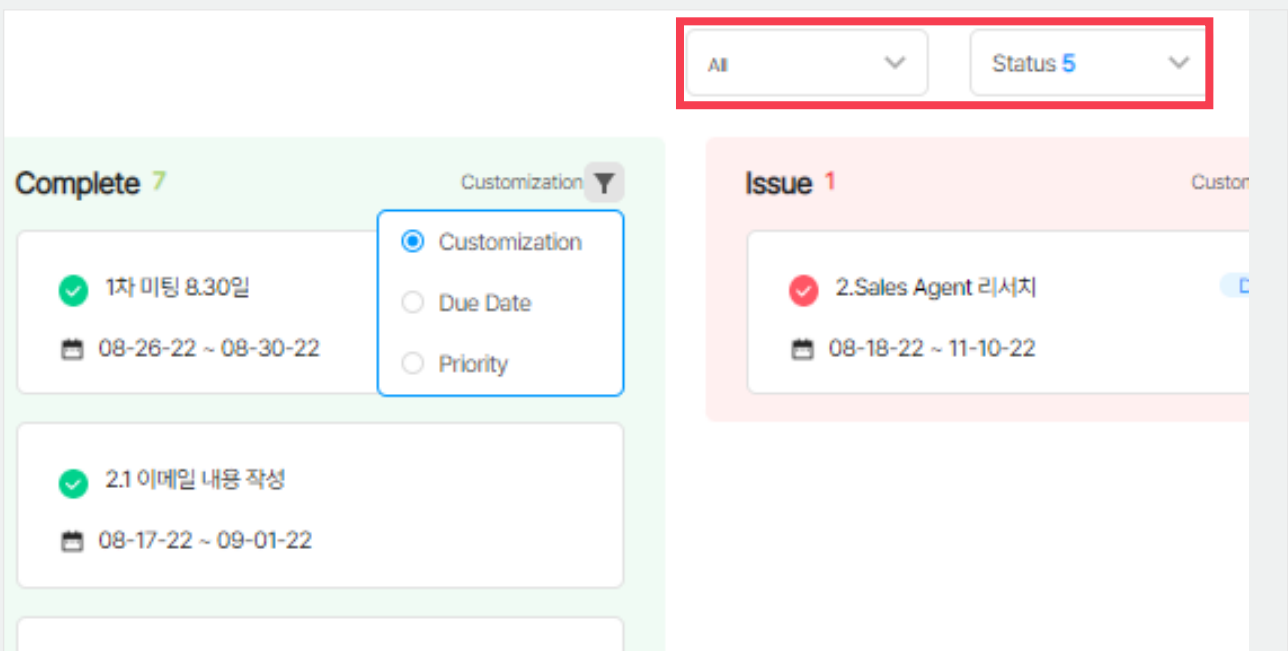 All
Status 5
Complete 7
Customization
Customization
Due Date
Priority
1차 미팅 8.30일
08-26-22 ~ 08-30-22
2.1 이메일 내용 작성
08-17-22 ~ 09-01-22
Issue 1
Custom
2.Sales Agent 리서치
D
08-18-22 ~ 11-10-22